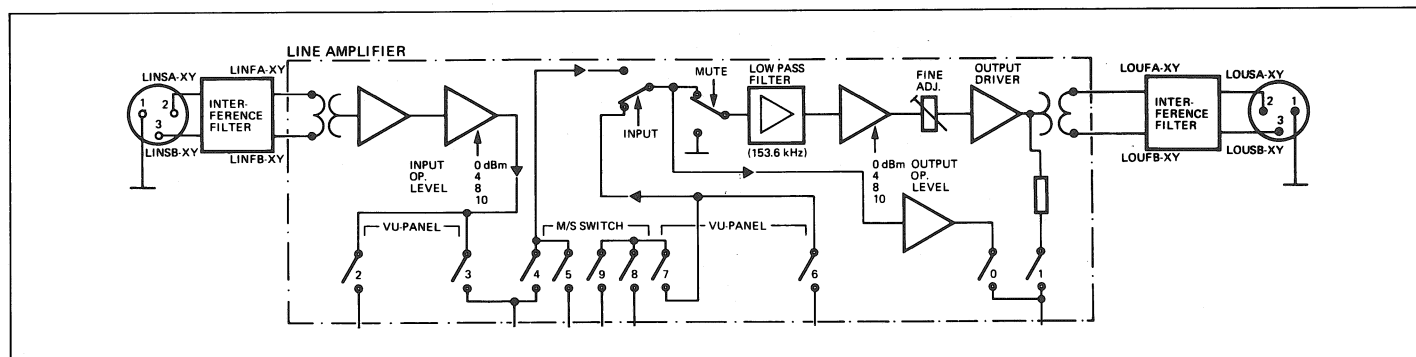 LINE AMPLIFIER
LINSA-XY
LINFA-XY
1
2
3
INTER-
FERENCE
FILTER
LINSB-XY
LINFB-XY
INPUT
OP.
LEVEL
0 dBm
4
8
10
INPUT
MUTE
LOW PASS
FILTER
(153.6 kHz)
FINE
ADJ.
OUTPUT
DRIVER
0 dBm
4
8
10
OUTPUT
OP.
LEVEL
LOUFA-XY
LOUSA-XY
INTER-
FERENCE
FILTER
2
1
3
LOUFB-XY
LOUSB-XY
VU-PANEL
M/S SWITCH
VU-PANEL
2
3
4
5
9
8
7
6
0
1